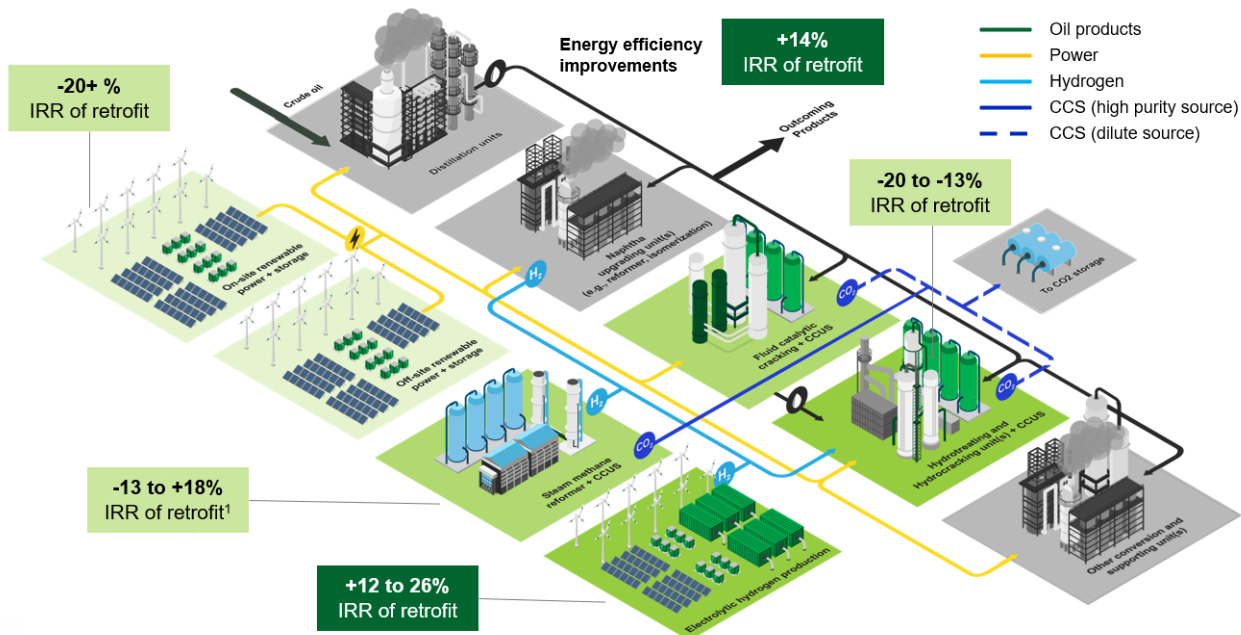 Energy efficiency
improvements
+14%
IRR of retrofit
Oil products
Power
Hydrogen
CCS (high purity source)
CCS (dilute source)
-20+ %
IRR of retrofit
Crude oil
Distillation units
Outcoming
Products
-20 to -13%
IRR of retrofit
Naphtha
upgrading unit(s)
(e.g., reformer, isomerization)
To CO2 storage
On-site renewable
power + storage
H2
CO2
Fluid catalytic
cracking + CCUS
Off-site renewable
power + storage
H2
CO2
CO2
Hydrotreating and
Hydrocracking unit(s) + CCUS
Steam methane
reformer + CCUS
H2
-13 to +18%
IRR of retrofit¹
Other conversion and
supporting unit(s)
+12 to 26%
IRR of retrofit
Electrolytic hydrogen production